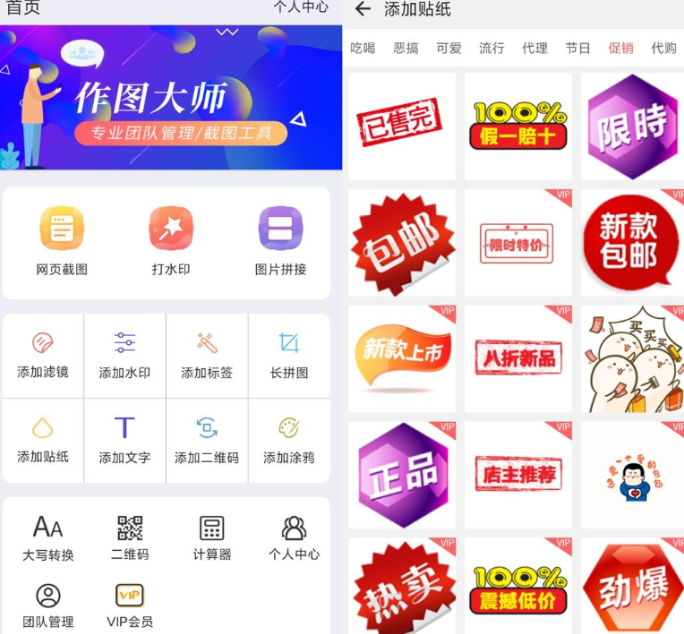 首页
个人中心
作图大师
专业团队管理/截图工具
网页截图
打水印
图片拼接
添加滤镜
添加水印
添加标签
长拼图
添加贴纸
添加文字
添加二维码
添加涂鸦
大写转换
二维码
计算器
个人中心
团队管理
VIP
VIP会员
添加贴纸
吃喝 恶搞 可爱 流行 代理 节日 促销 代购
已售完
100%
假一赔十
限時
包邮
VIP
限时特价
VIP
新款
包邮
VIP
新款上市
VIP
八折新品
VIP
买买买
VIP
正品
VIP
店主推荐
VIP
VIP
热卖
VIP
100%
震撼低价
VIP
劲爆